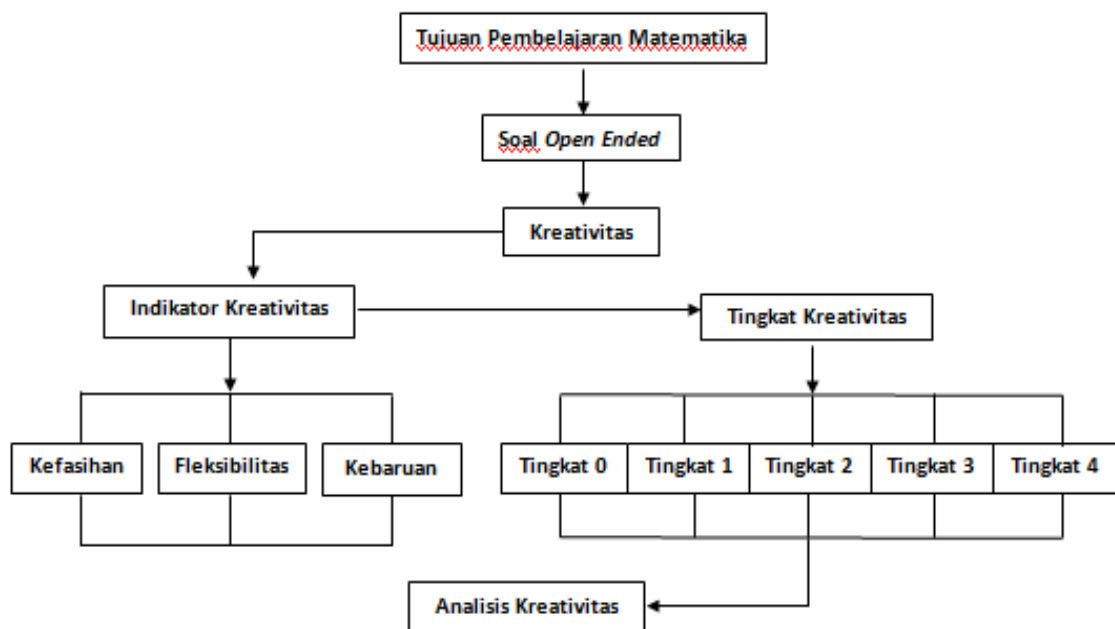 Tujuan Pembelajaran Matematika
Soal Open Ended
Kreativitas
Indikator Kreativitas
Tingkat Kreativitas
Kefasihan
Fleksibilitas
Kebaruan
Tingkat 0
Tingkat 1
Tingkat 2
Tingkat 3
Tingkat 4
Analisis Kreativitas